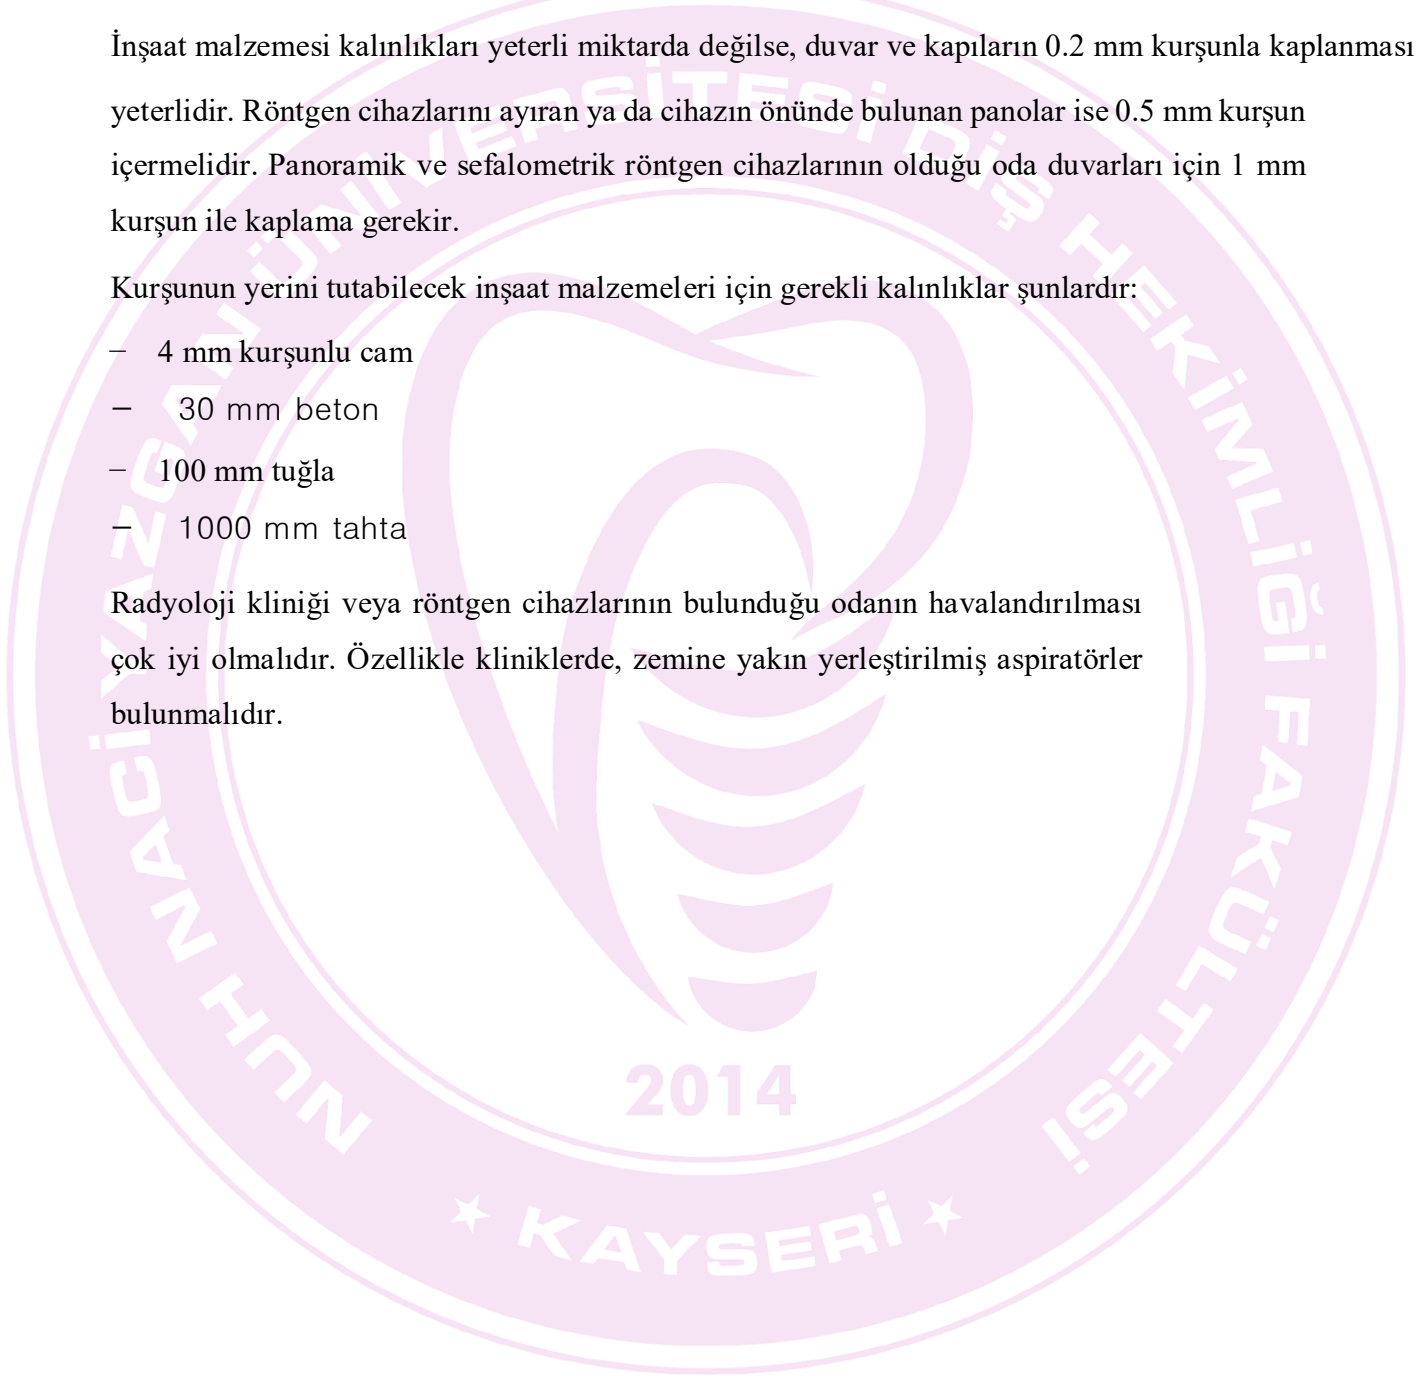 İnşaat malzemesi kalınlıkları yeterli miktarda değilse, duvar ve kapıların 0.2 mm kurşunla kaplanması
yeterlidir. Röntgen cihazlarını ayıran ya da cihazın önünde bulunan panolar ise 0.5 mm kurşun
içermelidir. Panoramik ve sefalometrik röntgen cihazlarının olduğu oda duvarları için 1 mm
kurşun ile kaplama gerekir.
Kurşunun yerini tutabilecek inşaat malzemeleri için gerekli kalınlıklar şunlardır:
− 4 mm kurşunlu cam
− 30 mm beton
− 100 mm tuğla
− 1000 mm tahta
Radyoloji kliniği veya röntgen cihazlarının bulunduğu odanın havalandırılması
çok iyi olmalıdır. Özellikle kliniklerde, zemine yakın yerleştirilmiş aspiratörler
bulunmalıdır.
NUH NACİ YAZGAN ÜNİVERSİTESİ DİŞ HEKİMLİĞİ FAKÜLTESİ
2014
KAYSERİ